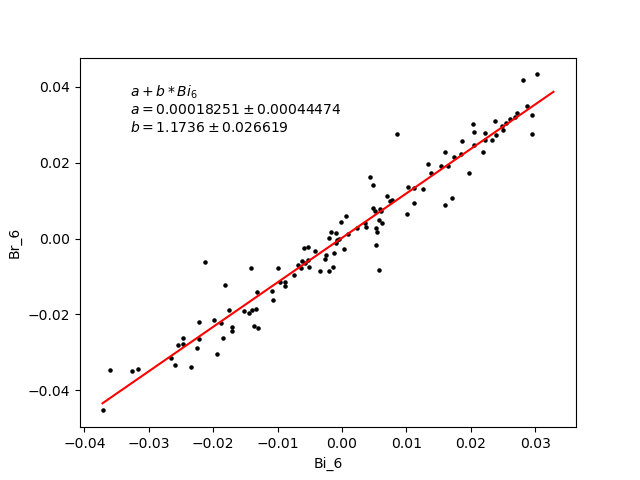 a + b * Bi₆
a = 0.00018251 ± 0.00044474
b = 1.1736 ± 0.026619
Br_6
0.04
0.02
0.00
−0.02
−0.04
−0.04 −0.03 −0.02 −0.01 0.00 0.01 0.02 0.03
Bi_6